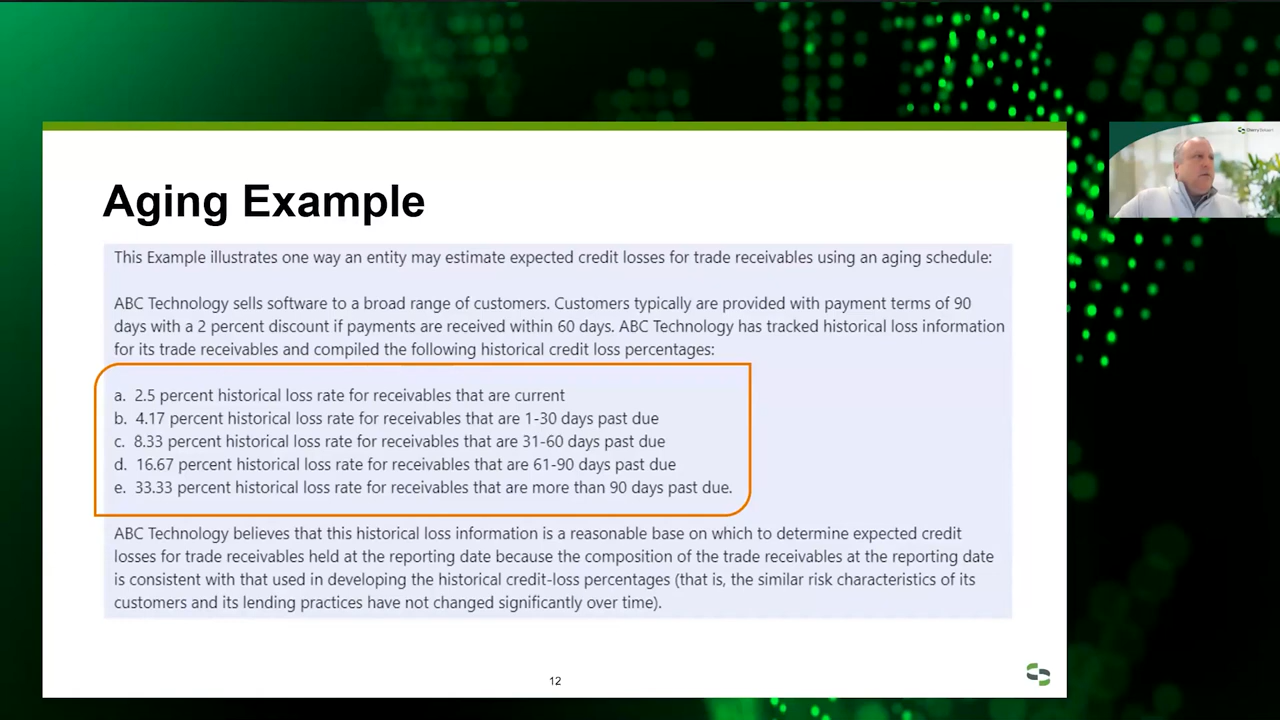 Aging Example
This Example illustrates one way an entity may estimate expected credit losses for trade receivables using an aging schedule:
ABC Technology sells software to a broad range of customers. Customers typically are provided with payment terms of 90
days with a 2 percent discount if payments are received within 60 days. ABC Technology has tracked historical loss information
for its trade receivables and compiled the following historical credit loss percentages:
a. 2.5 percent historical loss rate for receivables that are current
b. 4.17 percent historical loss rate for receivables that are 1-30 days past due
c. 8.33 percent historical loss rate for receivables that are 31-60 days past due
d. 16.67 percent historical loss rate for receivables that are 61-90 days past due
e. 33.33 percent historical loss rate for receivables that are more than 90 days past due.
ABC Technology believes that this historical loss information is a reasonable base on which to determine expected credit
losses for trade receivables held at the reporting date because the composition of the trade receivables at the reporting date
is consistent with that used in developing the historical credit-loss percentages (that is, the similar risk characteristics of its
customers and its lending practices have not changed significantly over time).
12